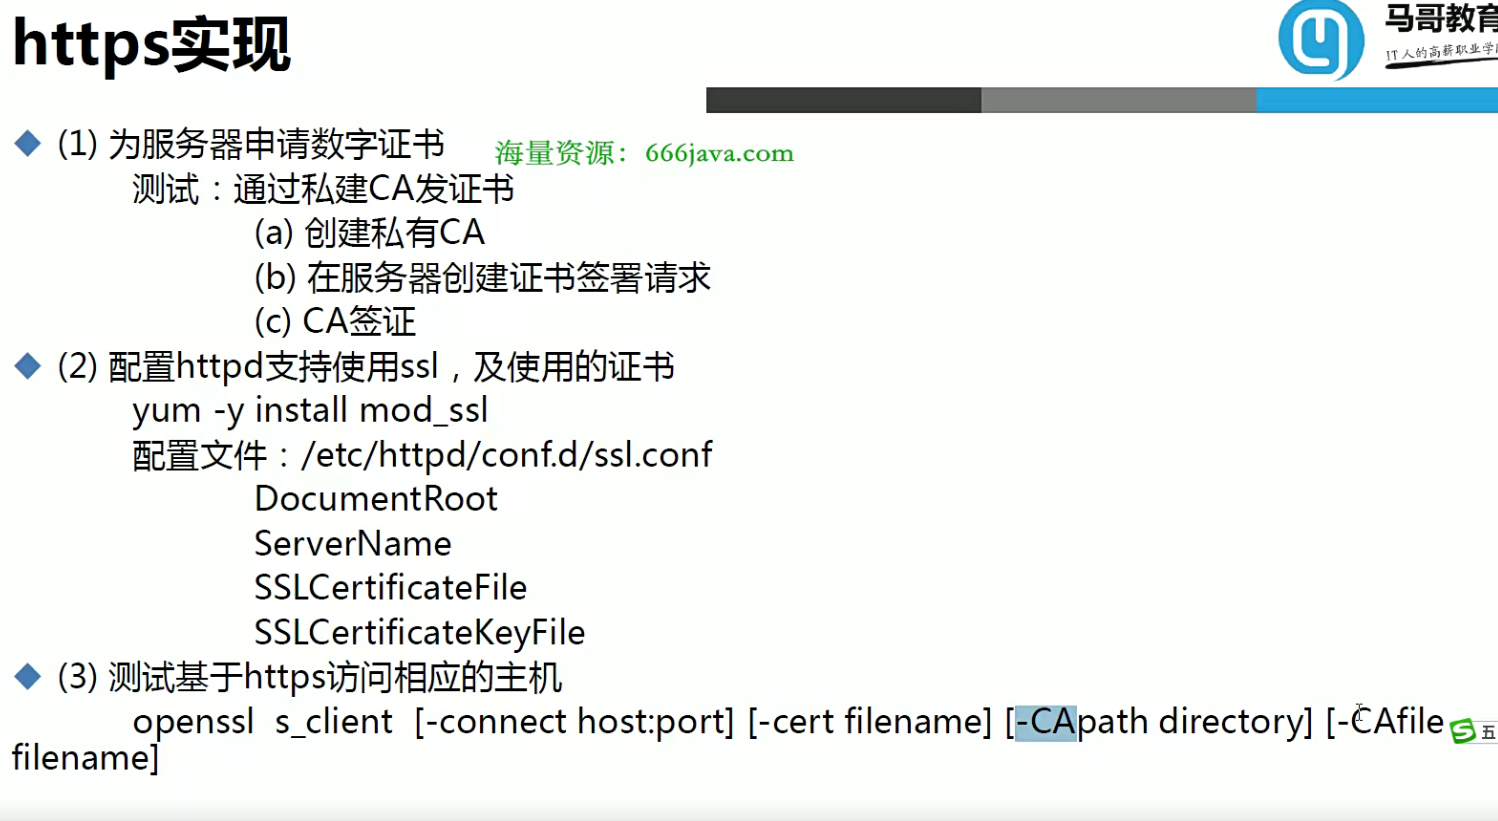 https实现
马哥教育
IT人的高薪职业学
(1) 为服务器申请数字证书
海量资源：666java.com
测试：通过私建CA发证书
(a) 创建私有CA
(b) 在服务器创建证书签署请求
(c) CA签证
(2) 配置httpd支持使用ssl，及使用的证书
yum -y install mod_ssl
配置文件：/etc/httpd/conf.d/ssl.conf
DocumentRoot
ServerName
SSLCertificateFile
SSLCertificateKeyFile
(3) 测试基于https访问相应的主机
openssl s_client [-connect host:port] [-cert filename] [-CApath directory] [-CAfile
filename]
五